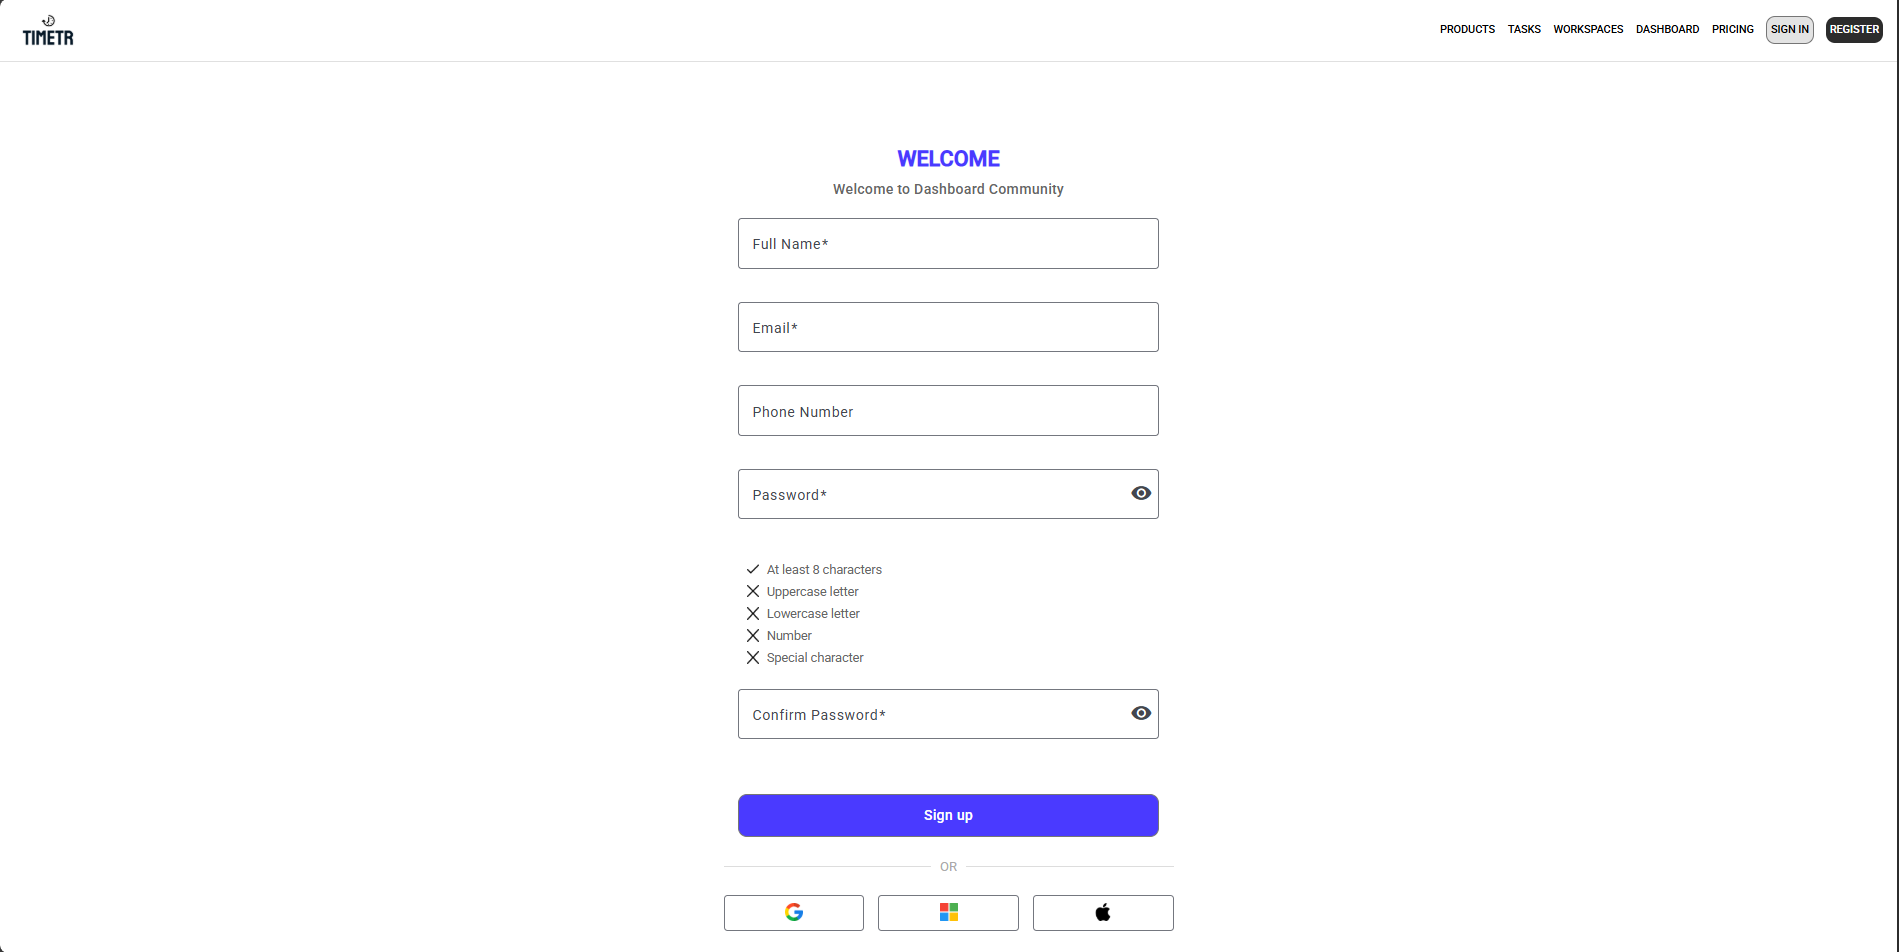 TIMETR
PRODUCTS TASKS WORKSPACES DASHBOARD PRICING SIGN IN REGISTER
WELCOME
Welcome to Dashboard Community
Full Name*
Email*
Phone Number
Password*
At least 8 characters
Uppercase letter
Lowercase letter
Number
Special character
Confirm Password*
Sign up
OR